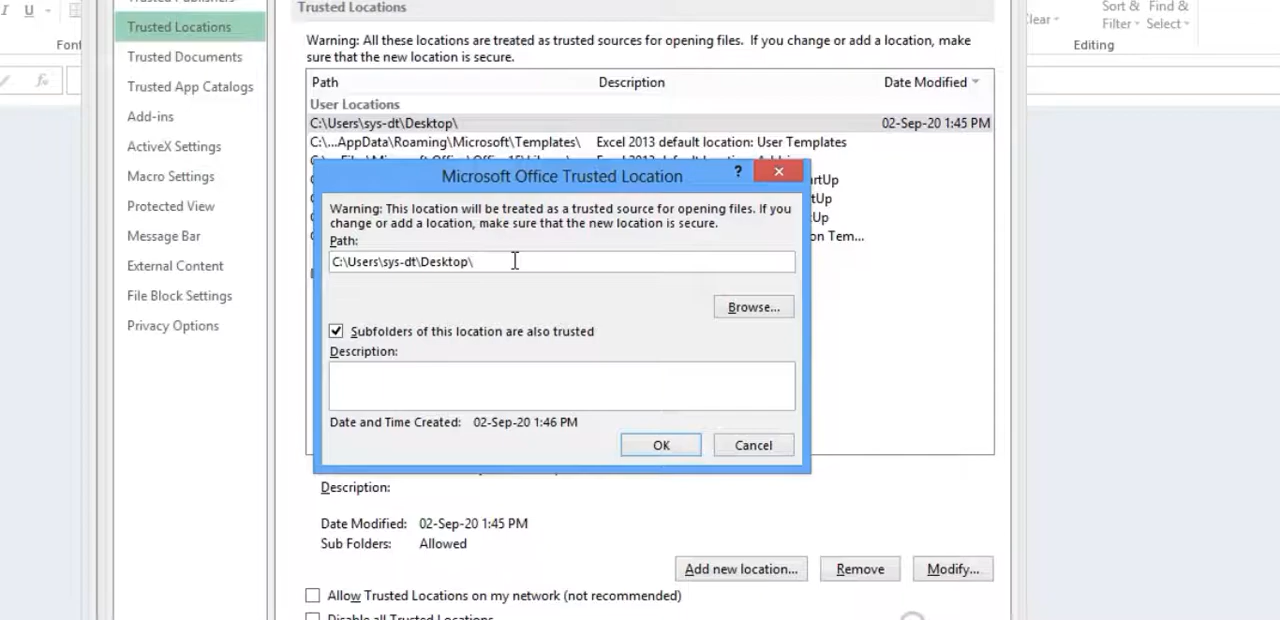 Trusted Locations
I U
Sort & Find &
Clear Filter Select
Font
Editing
fx
Trusted Locations
Trusted Documents
Trusted App Catalogs
Add-ins
ActiveX Settings
Macro Settings
Protected View
Message Bar
External Content
File Block Settings
Privacy Options
Warning: All these locations are treated as trusted sources for opening files. If you change or add a location, make
sure that the new location is secure.
Path Description Date Modified
User Locations
C:\Users\sys-dt\Desktop\ 02-Sep-20 1:45 PM
C:\...AppData\Roaming\Microsoft\Templates\ Excel 2013 default location: User Templates
Microsoft Office Trusted Location ?
Warning: This location will be treated as a trusted source for opening files. If you
change or add a location, make sure that the new location is secure.
Path:
C:\Users\sys-dt\Desktop\
Browse...
Subfolders of this location are also trusted
Description:
Date and Time Created: 02-Sep-20 1:46 PM
OK Cancel
Description:
Date Modified: 02-Sep-20 1:45 PM
Sub Folders: Allowed
Add new location... Remove Modify...
Allow Trusted Locations on my network (not recommended)
Disable all Trusted Locations